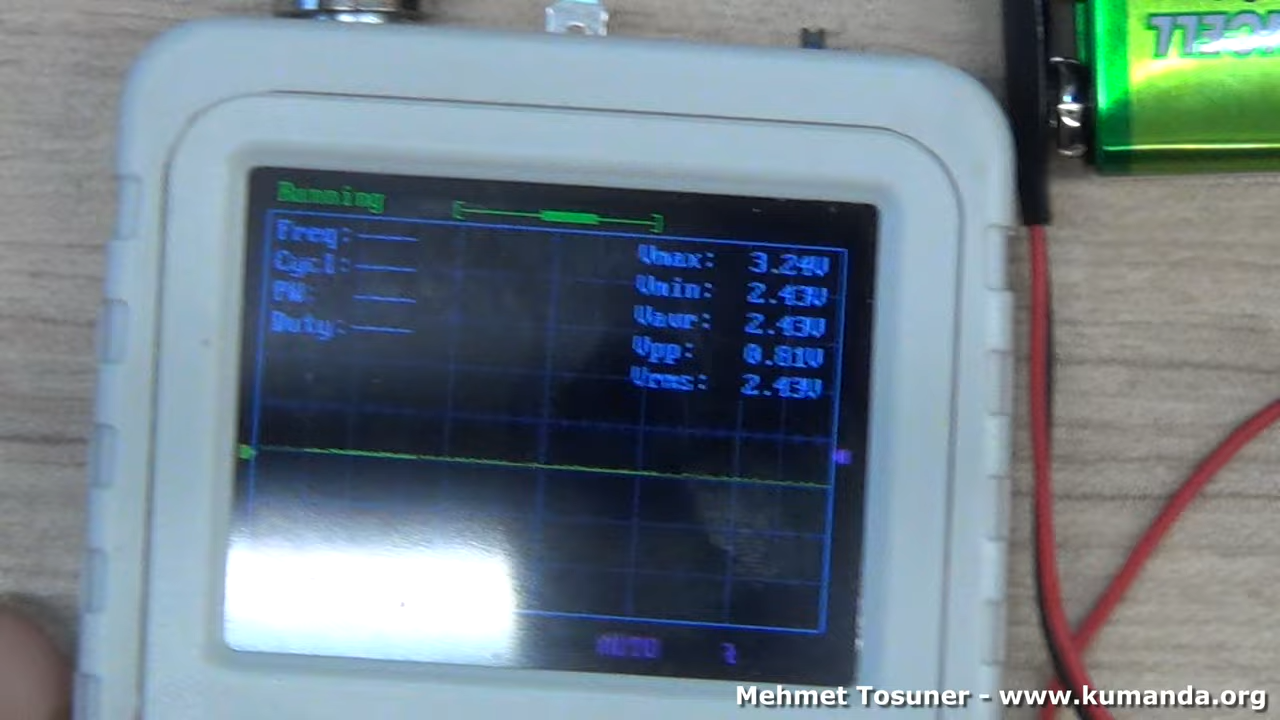 Running
Freq:----
Cycl:----
PW: ----
Duty:----
Vmax: 3.24V
Vmin: 2.43V
Vavr: 2.43V
Vpp: 0.81V
Vrms: 2.43V
AUTO
Mehmet Tosuner - www.kumanda.org